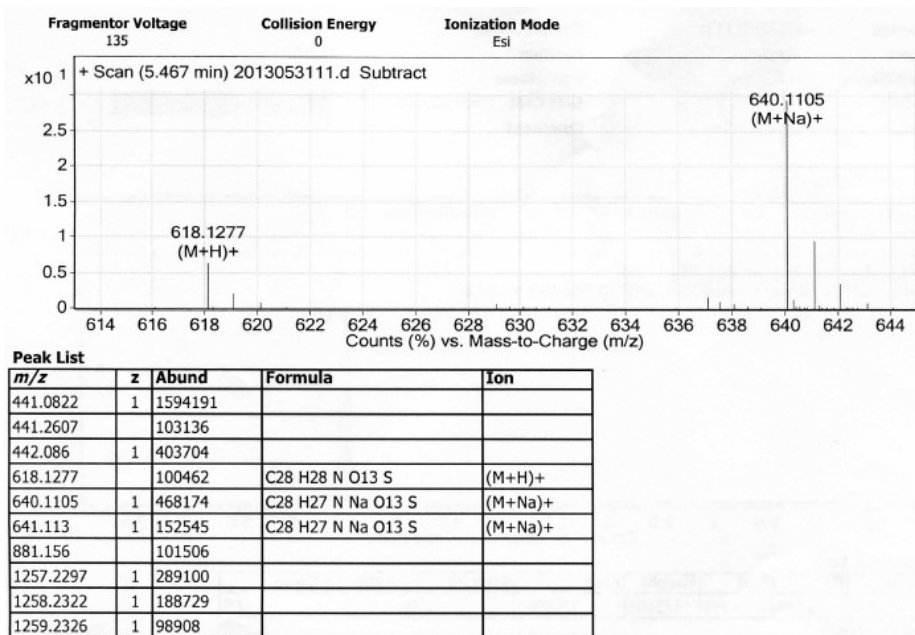 Fragmentor Voltage Collision Energy Ionization Mode
135 0 Esi
x10 1 + Scan (5.467 min) 2013053111.d Subtract
640.1105
(M+Na)+
2.5
2
1.5
618.1277
(M+H)+
1
0.5
0
614 616 618 620 622 624 626 628 630 632 634 636 638 640 642 644
Counts (%) vs. Mass-to-Charge (m/z)
Peak List
m/z z Abund Formula Ion
441.0822 1 1594191
441.2607 103136
442.086 1 403704
618.1277 100462 C28 H28 N O13 S (M+H)+
640.1105 1 468174 C28 H27 N Na O13 S (M+Na)+
641.113 1 152545 C28 H27 N Na O13 S (M+Na)+
881.156 101506
1257.2297 1 289100
1258.2322 1 188729
1259.2326 1 98908